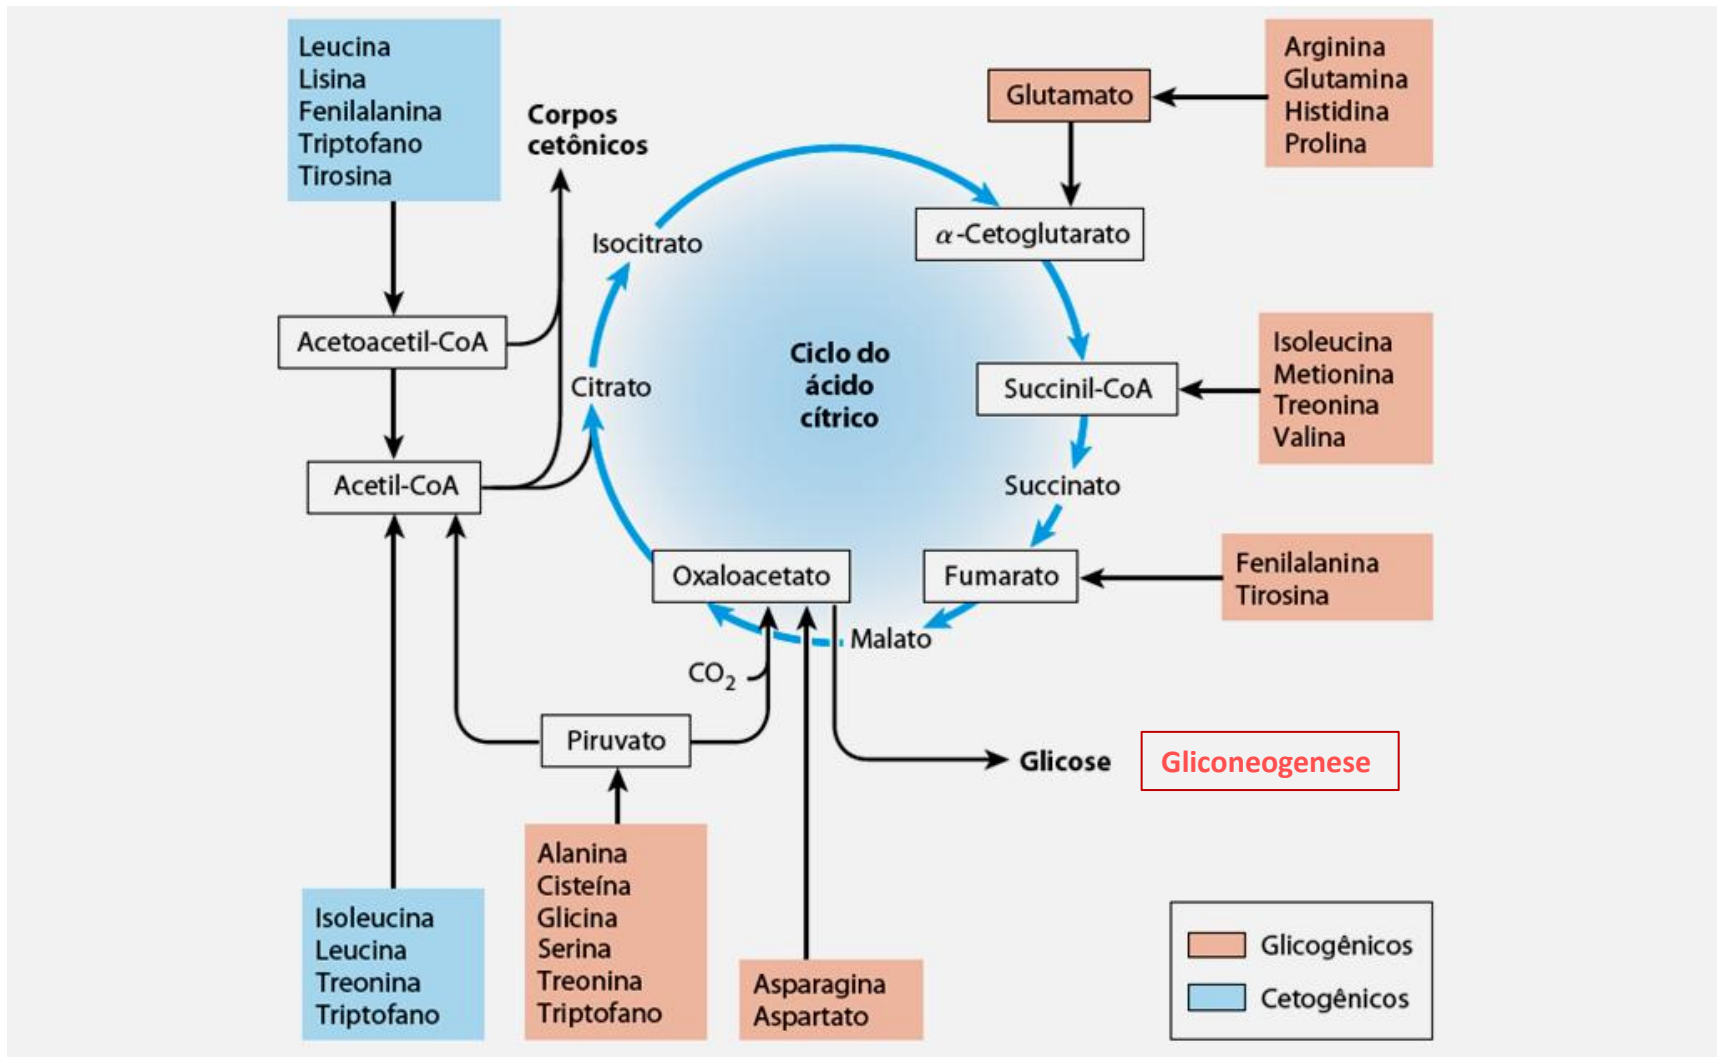 Leucina
Lisina
Fenilalanina
Triptofano
Tirosina
Corpos
cetônicos
Glutamato
Arginina
Glutamina
Histidina
Prolina
Isocitrato
α-Cetoglutarato
Acetoacetil-CoA
Ciclo do
ácido
cítrico
Citrato
Succinil-CoA
Isoleucina
Metionina
Treonina
Valina
Acetil-CoA
Succinato
Oxaloacetato
Fumarato
Fenilalanina
Tirosina
Malato
CO₂
Piruvato
Glicose
Gliconeogenese
Isoleucina
Leucina
Treonina
Triptofano
Alanina
Cisteína
Glicina
Serina
Treonina
Triptofano
Asparagina
Aspartato
Glicogênicos
Cetogênicos